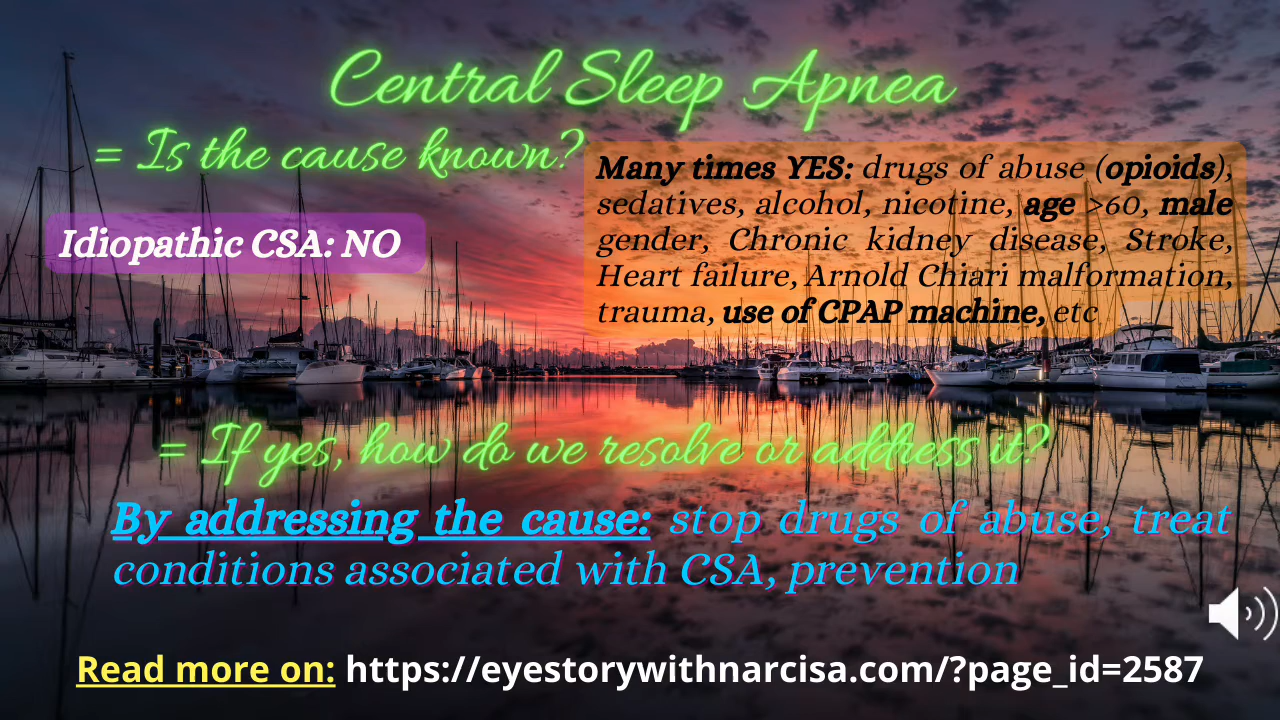 Central Sleep Apnea
= Is the cause known?
Many times YES: drugs of abuse (opioids),
sedatives, alcohol, nicotine, age >60, male
gender, Chronic kidney disease, Stroke,
Heart failure, Arnold Chiari malformation,
trauma, use of CPAP machine, etc
Idiopathic CSA: NO
= If yes, how do we resolve or address it?
By addressing the cause: stop drugs of abuse, treat
conditions associated with CSA, prevention
Read more on: https://eyestorywithnarcisa.com/?page_id=2587